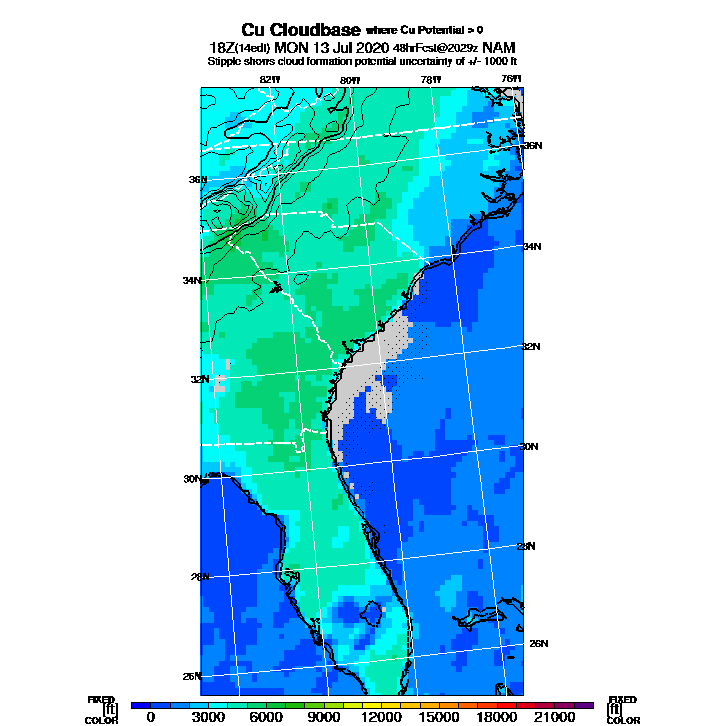 Cu Cloudbase where Cu Potential > 0
18Z(14edt) MON 13 Jul 2020 48hrFcst@2029z NAM
Stipple shows cloud formation potential uncertainty of +/- 1000 ft
82W 80W 78W 76W
36N
36N
34N
34N
32N
32N
30N
30N
28N
28N
26N
26N
FIXED FIXED
[ft] [ft]
COLOR COLOR
0 3000 6000 9000 12000 15000 18000 21000